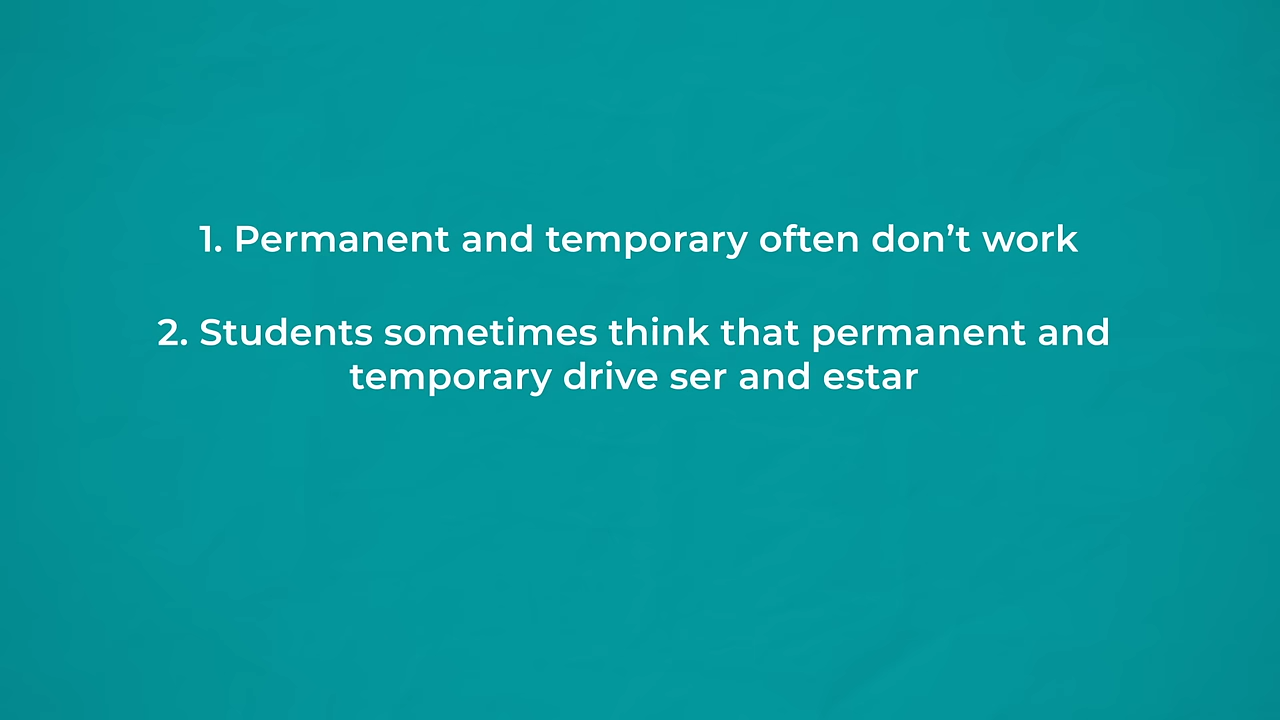 1. Permanent and temporary often don’t work
2. Students sometimes think that permanent and
temporary drive ser and estar